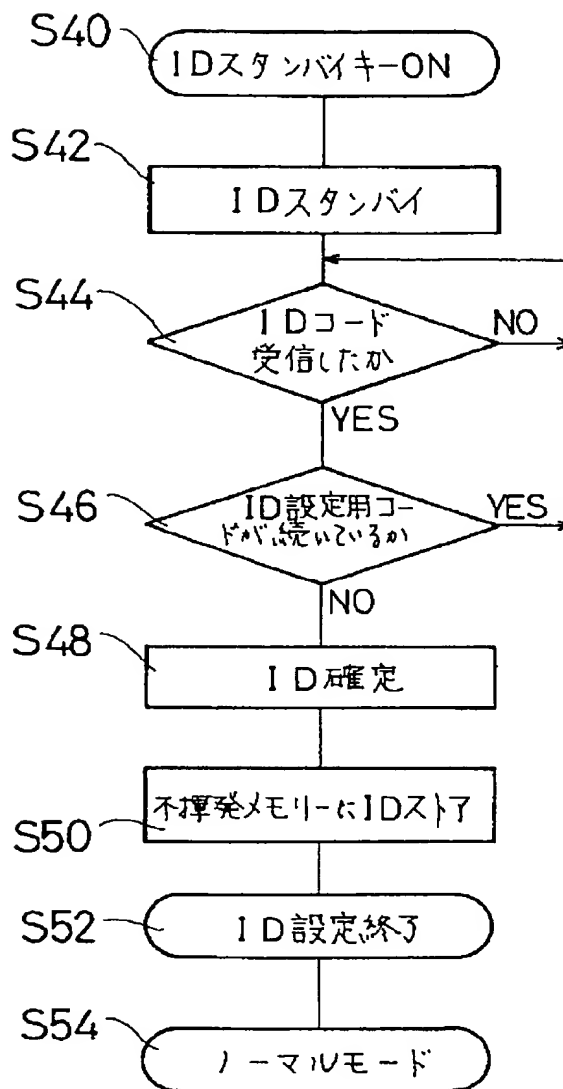 S40
IDスタンバイキーON
S42
IDスタンバイ
S44
IDコード
受信したか
NO
YES
S46
ID設定用コー
ドが続いているか
YES
NO
S48
ID確定
不揮発メモリーにIDストア
S50
S52
ID設定終了
S54
ノーマルモード